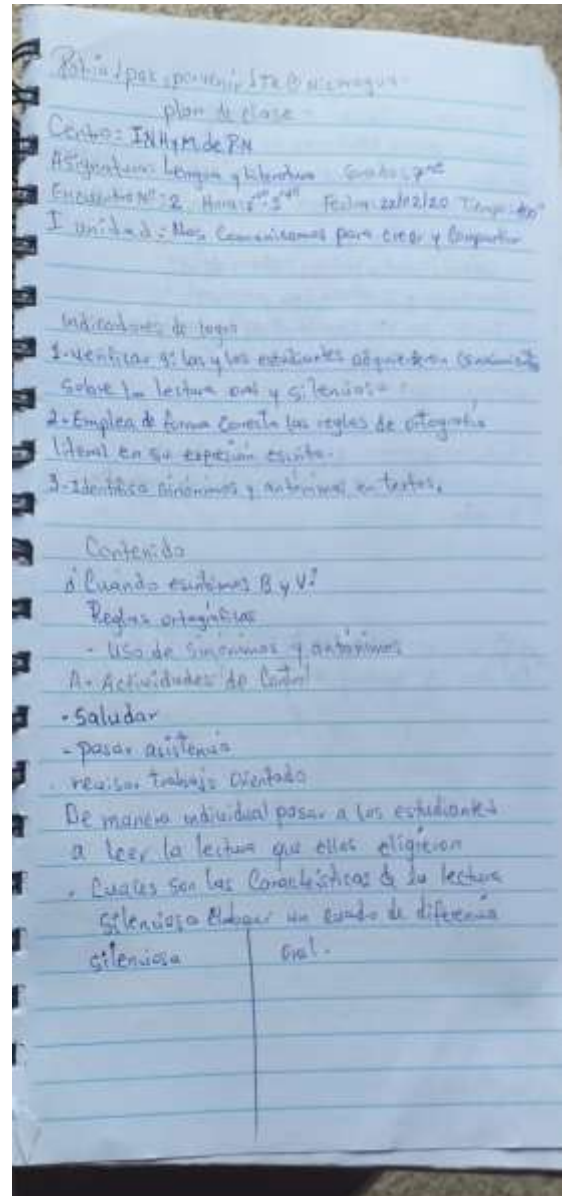 plan de clase
Centro: INHyM de PN
Asignatura: Lengua y Literatura Grado: 7mo
Encuentro Nº: 2 Hora: Fecha: 22/02/20 Tiempo:
I unidad: Nos Comunicamos para crear y Compartir
indicadores de logro
1-verificar si las y los estudiantes
sobre la lectura oral y silenciosa.
2-Emplea de forma correcta las reglas de ortografía
literal en su expresión escrita.
3-Identifica sinónimos y antónimos en textos.
Contenido
¿Cuándo escribimos B y V?
Reglas ortográficas
- Uso de sinónimos y antónimos
A- Actividades de Control
- Saludar
- pasar asistencia
. revisar trabajo orientado
De manera individual pasar a los estudiantes
a leer la lectura que ellos eligieron
. Cuales son las Características de la lectura
silenciosa Elaborar un cuadro de diferencia
silenciosa oral.